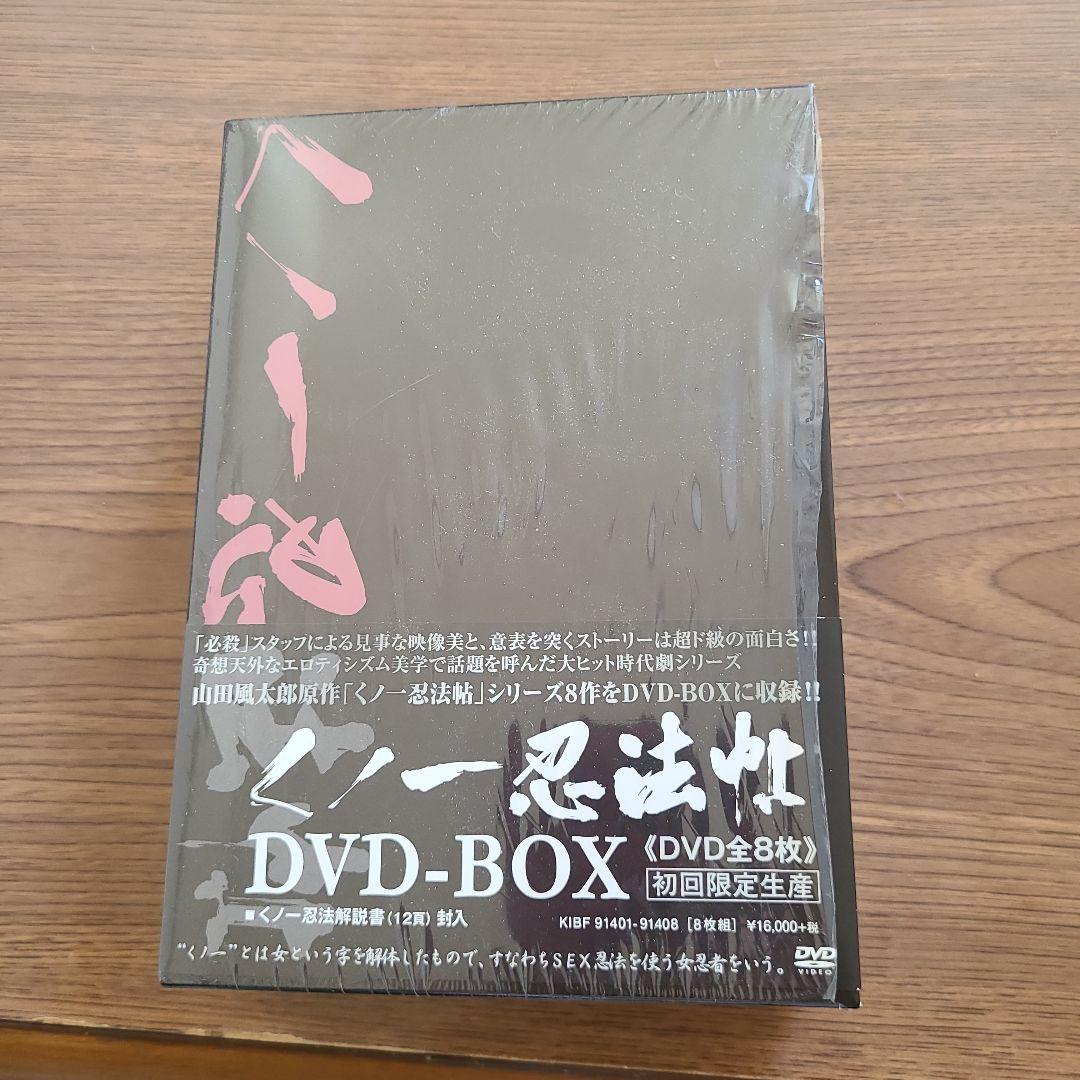 くノ一忍
「必殺」スタッフによる見事な映像美と、意表を突くストーリーは超ド級の面白さ!!
奇想天外なエロティシズム美学で話題を呼んだ大ヒット時代劇シリーズ
山田風太郎原作「くノ一忍法帖」シリーズ8作をDVD-BOXに収録!!
くノ一忍法帖
DVD-BOX
《DVD全8枚》
初回限定生産
■くノ一忍法解説書(12頁)封入
KIBF 91401-91408 [8枚組] ¥16,000+税
"くノ一"とは女という字を解体したもので、すなわちSEX忍法を使う女忍者をいう。
DVD
VIDEO